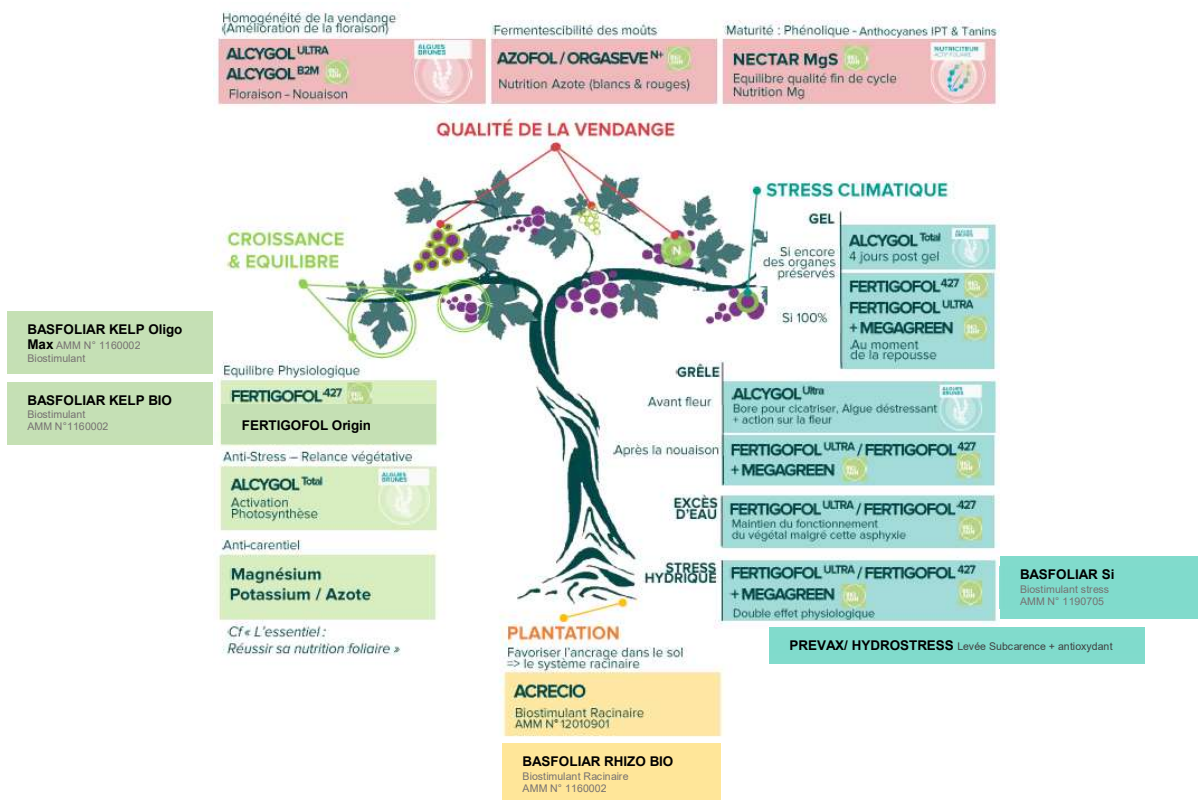 Homogénéité de la vendange
(Amélioration de la floraison)
ALCYGOL ULTRA
ALCYGOL B2M
Floraison - Nouaison
ALGUES
BRUNES
Fermentescibilité des moûts
AZOFOL / ORGASEVE N+
Nutrition Azote (blancs & rouges)
Maturité : Phénolique - Anthocyanes IPT & Tanins
NECTAR MgS
Equilibre qualité fin de cycle
Nutrition Mg
NUTRICITEUR
ACTIF FOLIAIRE
QUALITÉ DE LA VENDANGE
N
CROISSANCE
& EQUILIBRE
BASFOLIAR KELP Oligo
Max AMM N° 1160002
Biostimulant
BASFOLIAR KELP BIO
Biostimulant
AMM N°1160002
Equilibre Physiologique
FERTIGOFOL 427
FERTIGOFOL Origin
Anti-Stress – Relance végétative
ALCYGOL Total
Activation
Photosynthèse
ALGUES
BRUNES
Anti-carentiel
Magnésium
Potassium / Azote
Cf « L'essentiel :
Réussir sa nutrition foliaire »
STRESS CLIMATIQUE
GEL
Si encore
des organes
préservés
ALCYGOL Total
4 jours post gel
ALGUES
BRUNES
Si 100%
FERTIGOFOL 427
FERTIGOFOL ULTRA
+ MEGAGREEN
Au moment
de la repousse
GRÊLE
Avant fleur
ALCYGOL Ultra
Bore pour cicatriser, Algue déstressant
+ action sur la fleur
ALGUES
BRUNES
Après la nouaison
FERTIGOFOL ULTRA / FERTIGOFOL 427
+ MEGAGREEN
EXCÈS
D'EAU
FERTIGOFOL ULTRA / FERTIGOFOL 427
Maintien du fonctionnement
du végétal malgré cette asphyxie
STRESS
HYDRIQUE
FERTIGOFOL ULTRA / FERTIGOFOL 427
+ MEGAGREEN
Double effet physiologique
BASFOLIAR Si
Biostimulant stress
AMM N° 1190705
PREVAX/ HYDROSTRESS Levée Subcarence + antioxydant
PLANTATION
Favoriser l'ancrage dans le sol
=> le système racinaire
ACRECIO
Biostimulant Racinaire
AMM N° 12010901
BASFOLIAR RHIZO BIO
Biostimulant Racinaire
AMM N° 1160002